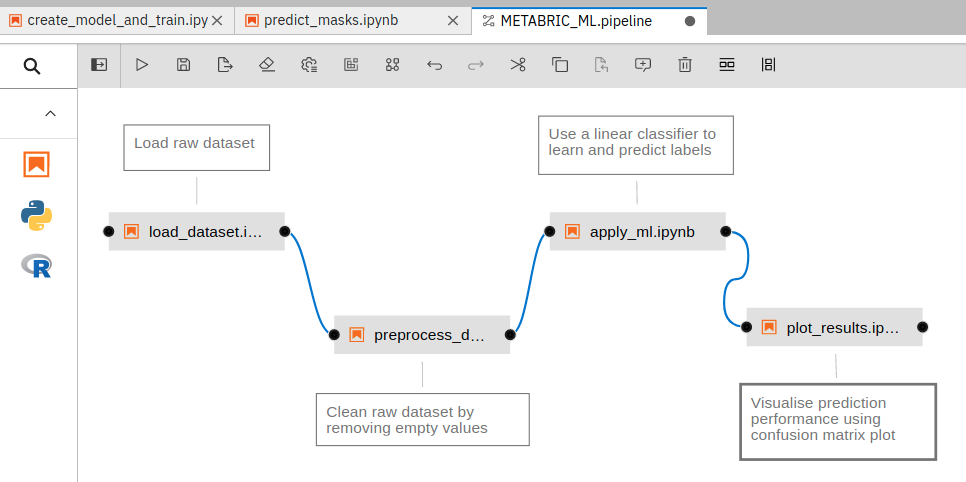 create_model_and_train.ipy
predict_masks.ipynb
METABRIC_ML.pipeline
Load raw dataset
Use a linear classifier to
learn and predict labels
load_dataset.i...
apply_ml.ipynb
preprocess_d...
plot_results.ip...
Clean raw dataset by
removing empty values
Visualise prediction
performance using
confusion matrix plot
R